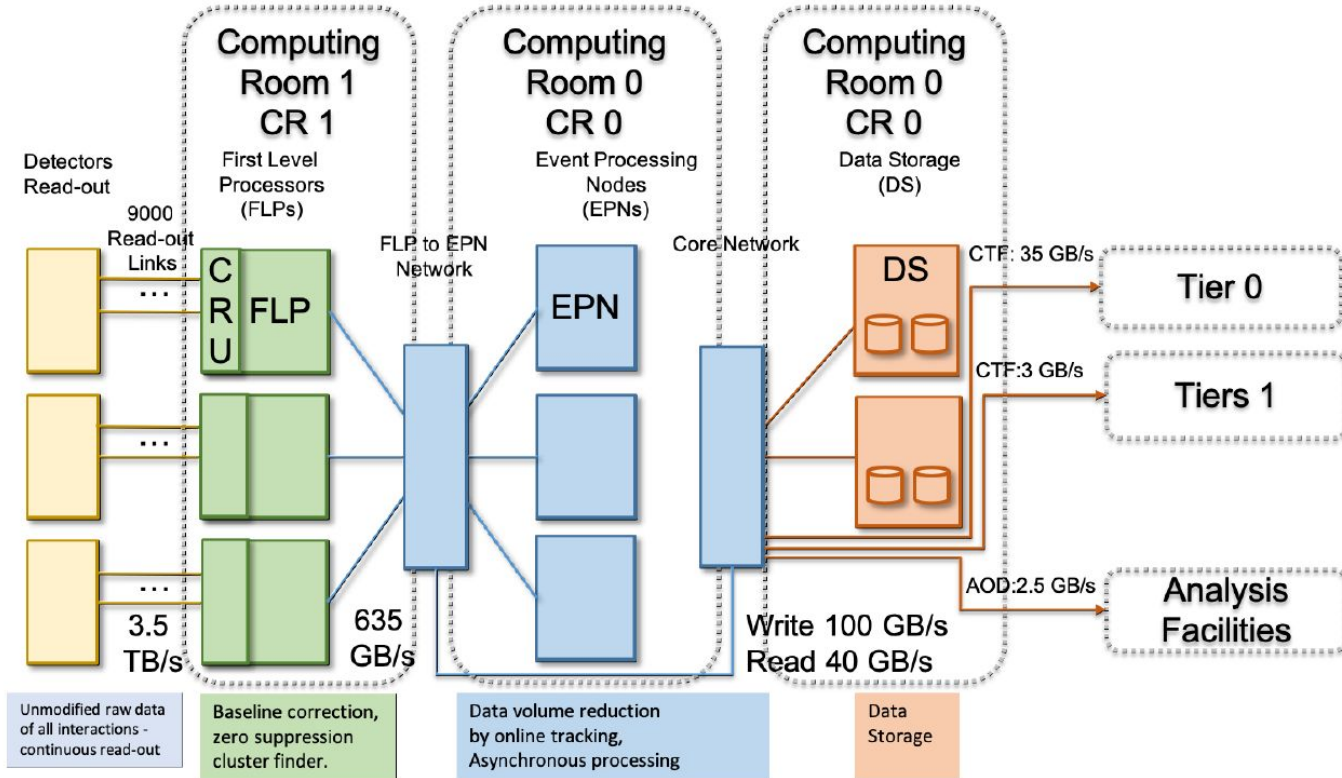 Computing
Room 1
CR 1
Computing
Room 0
CR 0
Computing
Room 0
CR 0
Detectors
Read-out
First Level
Processors
(FLPs)
Event Processing
Nodes
(EPNs)
Data Storage
(DS)
9000
Read-out
Links
FLP to EPN
Network
Core Network
...
C
R
U
FLP
EPN
DS
CTF: 35 GB/s
Tier 0
CTF:3 GB/s
Tiers 1
...
...
3.5
TB/s
635
GB/s
Write 100 GB/s
Read 40 GB/s
AOD:2.5 GB/s
Analysis
Facilities
Unmodified raw data
of all interactions -
continuous read-out
Baseline correction,
zero suppression
cluster finder.
Data volume reduction
by online tracking,
Asynchronous processing
Data
Storage